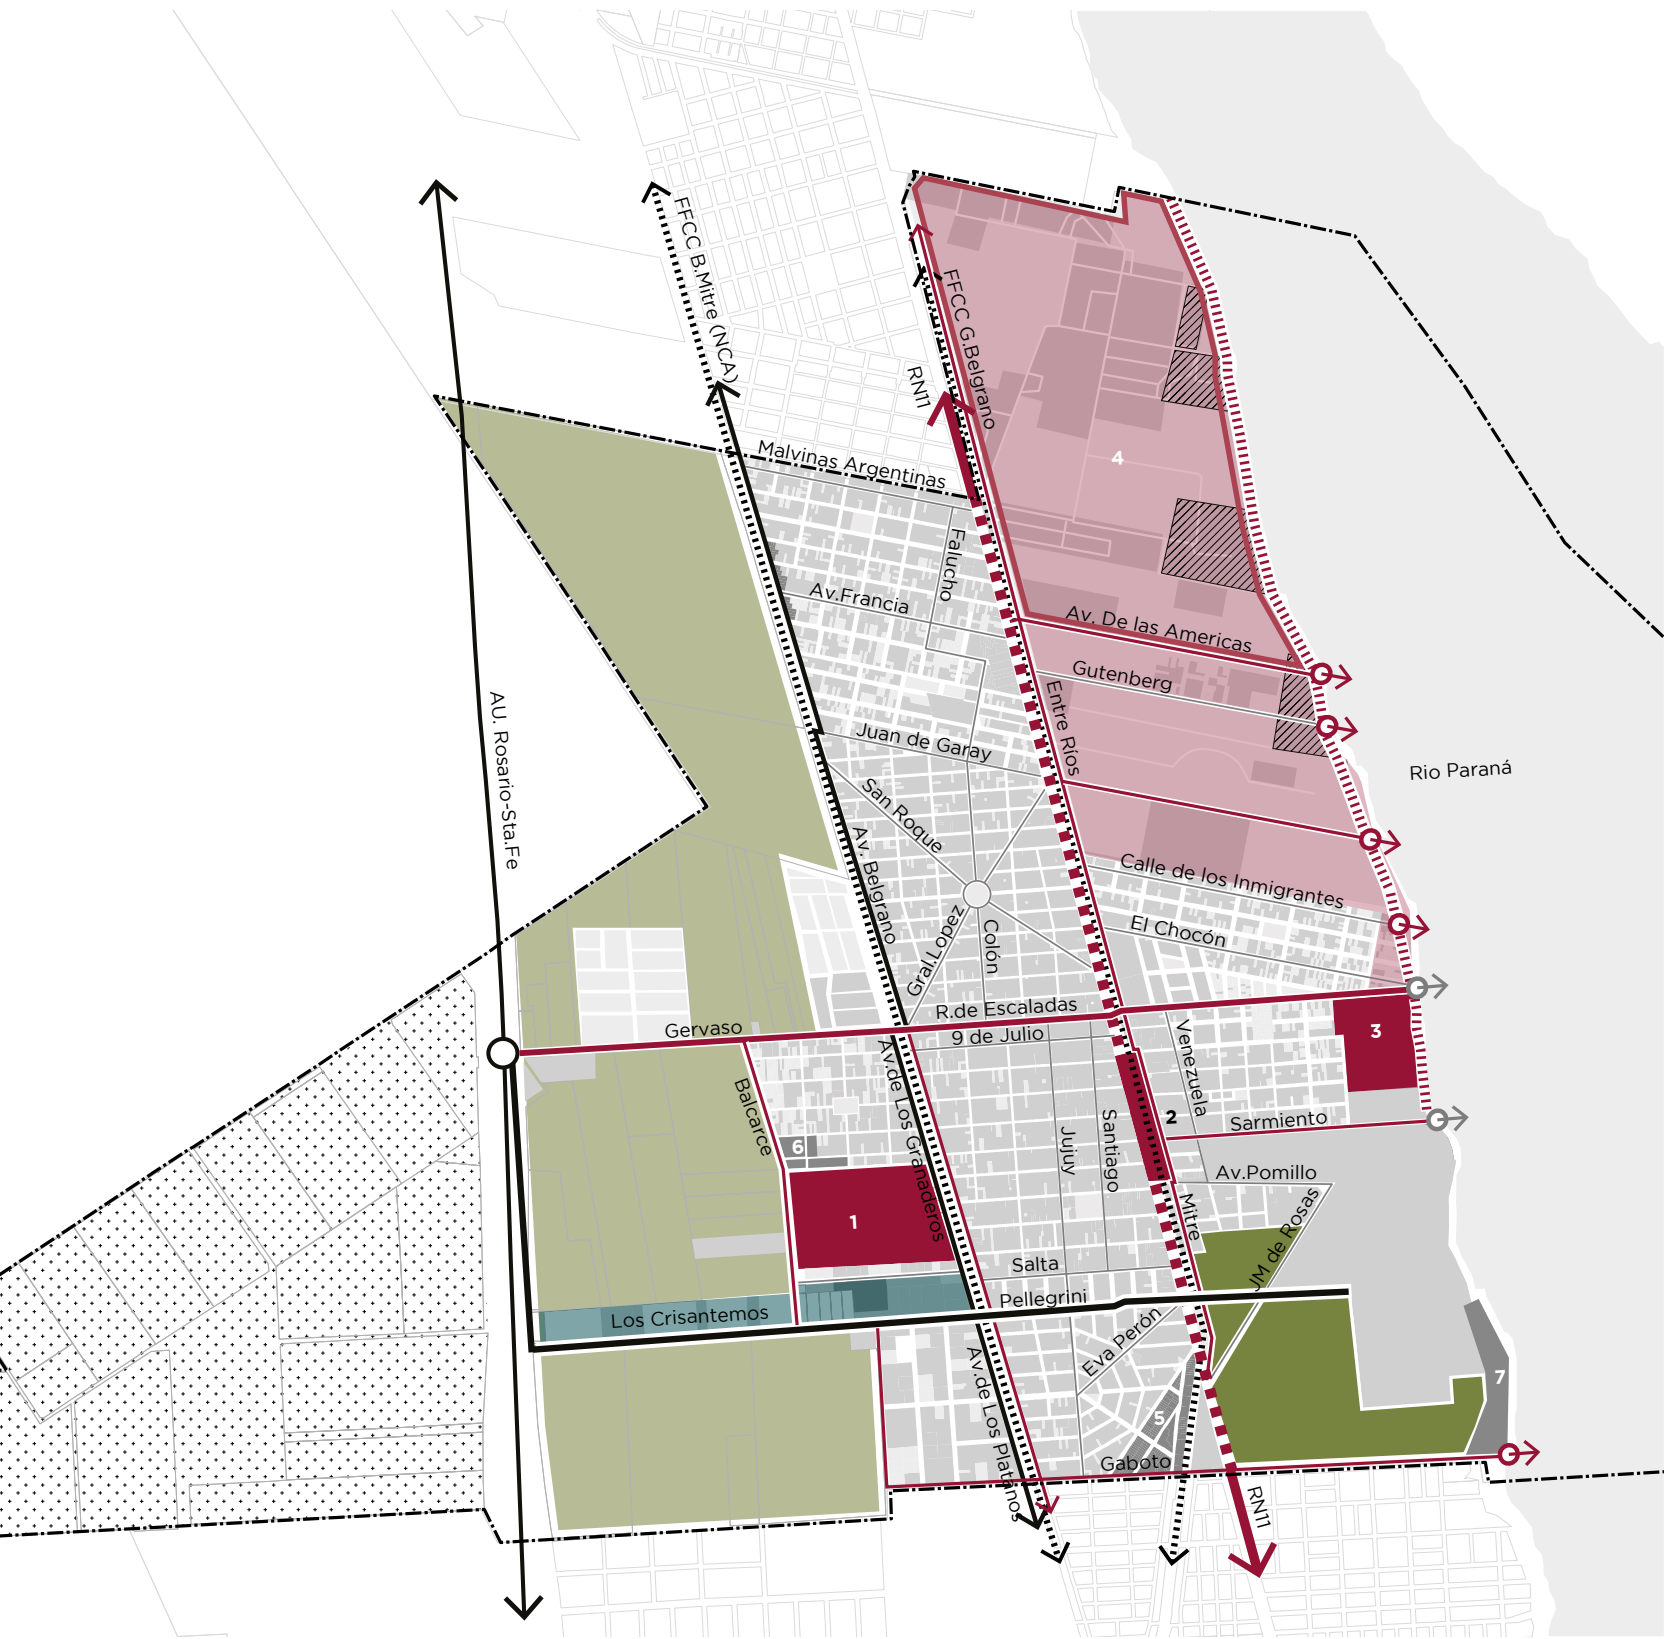 FFCC B.Mitre (NCA)
FFCC G.Belgrano
RN11
Malvinas Argentinas
4
Falucho
Av.Francia
Av. De las Americas
Gutenberg
Entre Ríos
AU. Rosario-Sta.Fe
Juan de Garay
Rio Paraná
San Roque
Av. Belgrano
Calle de los Inmigrantes
El Chocón
Gral.Lopez
Colón
R.de Escaladas
Gervaso
9 de Julio
3
Venezuela
Av.de Los Granaderos
Balcarce
2
Sarmiento
Jujuy
Santiago
6
Av.Pomillo
1
Mitre
JM de Rosas
Salta
Pellegrini
Los Crisantemos
Eva Perón
Av.de Los Platanos
7
5
Gaboto
RN11